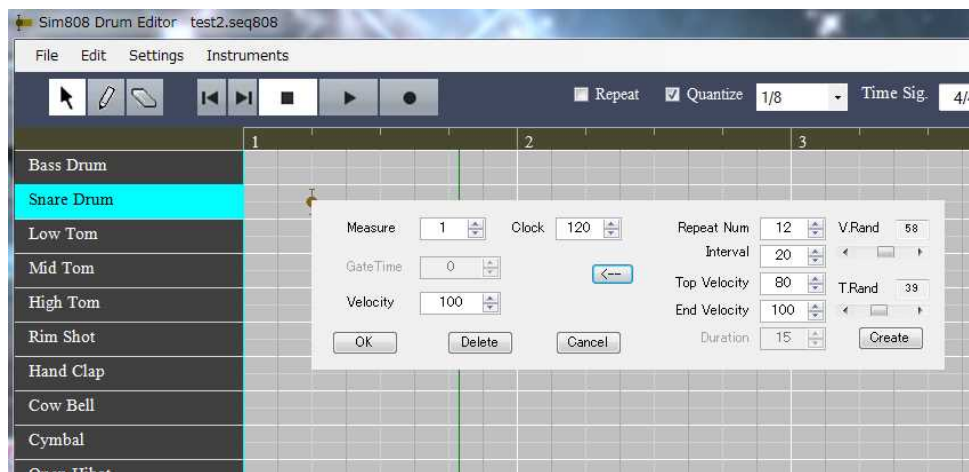 Sim808 Drum Editor test2.seq808
File Edit Settings Instruments
Repeat Quantize 1/8 Time Sig. 4/
1 2 3
Bass Drum
Snare Drum
Low Tom
Mid Tom
High Tom
Rim Shot
Hand Clap
Cow Bell
Cymbal
Measure 1 Clock 120
GateTime 0
<--
Velocity 100
OK Delete Cancel
Repeat Num 12 V.Rand 58
Interval 20
Top Velocity 80 T.Rand 39
End Velocity 100
Duration 15 Create